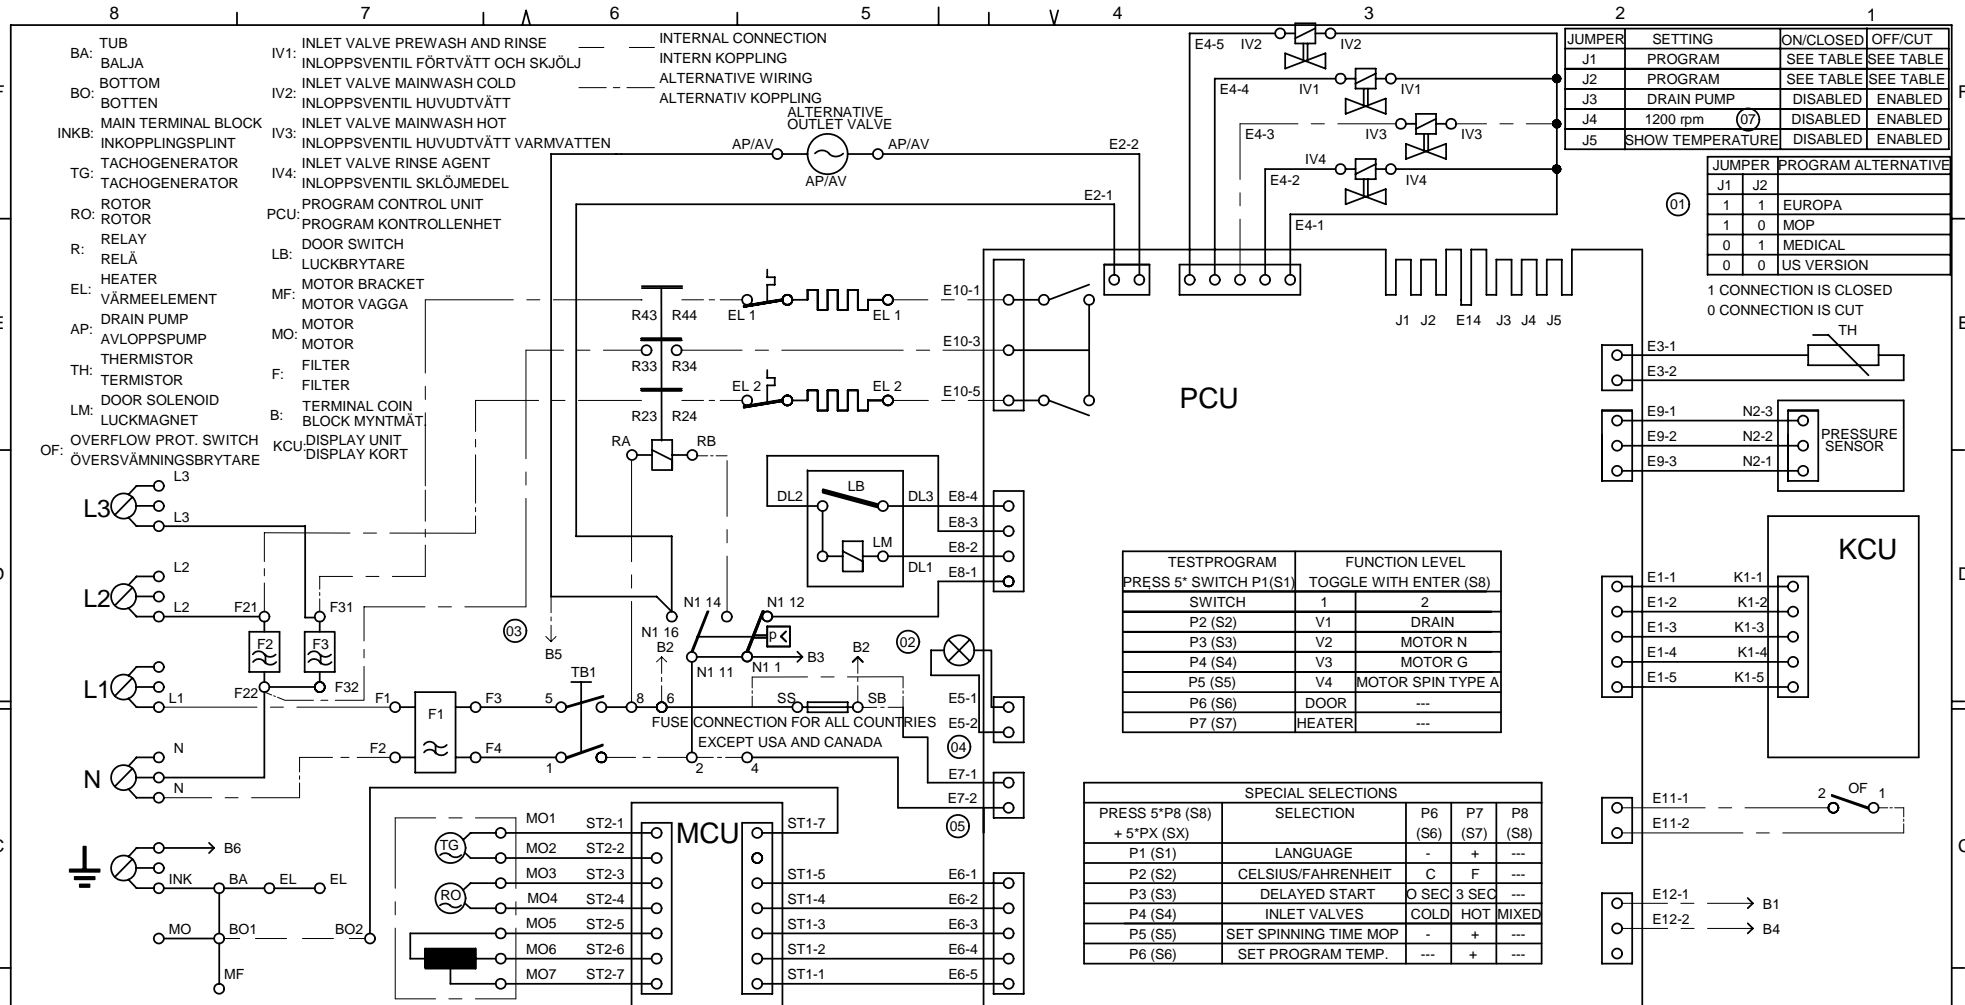 8 7 6 5 4 3 2 1
BA: TUB
BALJA
BO: BOTTOM
BOTTEN
INKB: MAIN TERMINAL BLOCK
INKOPPLINGSPLINT
TG: TACHOGENERATOR
TACHOGENERATOR
RO: ROTOR
ROTOR
R: RELAY
RELÄ
EL: HEATER
VÄRMEELEMENT
AP: DRAIN PUMP
AVLOPPSPUMP
TH: THERMISTOR
TERMISTOR
LM: DOOR SOLENOID
LUCKMAGNET
OF: OVERFLOW PROT. SWITCH
ÖVERSVÄMNINGSBRYTARE
IV1: INLET VALVE PREWASH AND RINSE
INLOPPSVENTIL FÖRTVÄTT OCH SKJÖLJ
IV2: INLET VALVE MAINWASH COLD
INLOPPSVENTIL HUVUDTVÄTT
IV3: INLET VALVE MAINWASH HOT
INLOPPSVENTIL HUVUDTVÄTT VARMVATTEN
IV4: INLET VALVE RINSE AGENT
INLOPPSVENTIL SKLÖJMEDEL
PCU: PROGRAM CONTROL UNIT
PROGRAM KONTROLLENHET
LB: DOOR SWITCH
LUCKBRYTARE
MF: MOTOR BRACKET
MOTOR VAGGA
MO: MOTOR
MOTOR
F: FILTER
FILTER
B: TERMINAL COIN
BLOCK MYNTMÄT.
KCU: DISPLAY UNIT
DISPLAY KORT
INTERNAL CONNECTION
INTERN KOPPLING
ALTERNATIVE WIRING
ALTERNATIV KOPPLING
ALTERNATIVE
OUTLET VALVE
AP/AV AP/AV
AP/AV
E2-2
E2-1
E4-5 IV2 IV2
E4-4 IV1 IV1
E4-3 IV3 IV3
E4-2 IV4 IV4
E4-1
JUMPER SETTING ON/CLOSED OFF/CUT
J1 PROGRAM SEE TABLE SEE TABLE
J2 PROGRAM SEE TABLE SEE TABLE
J3 DRAIN PUMP DISABLED ENABLED
J4 1200 rpm 07 DISABLED ENABLED
J5 SHOW TEMPERATURE DISABLED ENABLED
JUMPER PROGRAM ALTERNATIVE
J1 J2
01
1 1 EUROPA
1 0 MOP
0 1 MEDICAL
0 0 US VERSION
1 CONNECTION IS CLOSED
0 CONNECTION IS CUT
R43 R44 EL 1 EL 1 E10-1
R33 R34 E10-3
R23 R24 EL 2 EL 2 E10-5
RA RB
J1 J2 E14 J3 J4 J5
PCU
TH
E3-1
E3-2
E9-1 N2-3
E9-2 N2-2
E9-3 N2-1
PRESSURE
SENSOR
DL2 LB DL3 E8-4
E8-3
LM E8-2
DL1 E8-1
KCU
E1-1 K1-1
E1-2 K1-2
E1-3 K1-3
E1-4 K1-4
E1-5 K1-5
L3 L3
L3
L2 L2
L2
L1 L1
N N
N
F21 F31
F2 F3
F22 F32
F1 F3
F1
F2 F4
03
B5
TB1
5 8 6
1 2 4
N1 14 N1 12
N1 16
B2
N1 11 N1 1
P<
B3
B2
02
SS SB
FUSE CONNECTION FOR ALL COUNTRIES
EXCEPT USA AND CANADA
E5-1
E5-2
04
E7-1
E7-2
05
TESTPROGRAM FUNCTION LEVEL
PRESS 5* SWITCH P1(S1) TOGGLE WITH ENTER (S8)
SWITCH 1 2
P2 (S2) V1 DRAIN
P3 (S3) V2 MOTOR N
P4 (S4) V3 MOTOR G
P5 (S5) V4 MOTOR SPIN TYPE A
P6 (S6) DOOR ---
P7 (S7) HEATER ---
SPECIAL SELECTIONS
PRESS 5*P8 (S8) SELECTION P6 P7 P8
+ 5*PX (SX) (S6) (S7) (S8)
P1 (S1) LANGUAGE - + ---
P2 (S2) CELSIUS/FAHRENHEIT C F ---
P3 (S3) DELAYED START O SEC 3 SEC ---
P4 (S4) INLET VALVES COLD HOT MIXED
P5 (S5) SET SPINNING TIME MOP - + ---
P6 (S6) SET PROGRAM TEMP. --- + ---
E11-1 2 OF 1
E11-2
E12-1 B1
E12-2 B4
B6
INK BA EL EL
MO BO1 BO2
MF
TG
RO
MO1 ST2-1
MO2 ST2-2
MO3 ST2-3
MO4 ST2-4
MO5 ST2-5
MO6 ST2-6
MO7 ST2-7
MCU
ST1-7
ST1-5 E6-1
ST1-4 E6-2
ST1-3 E6-3
ST1-2 E6-4
ST1-1 E6-5